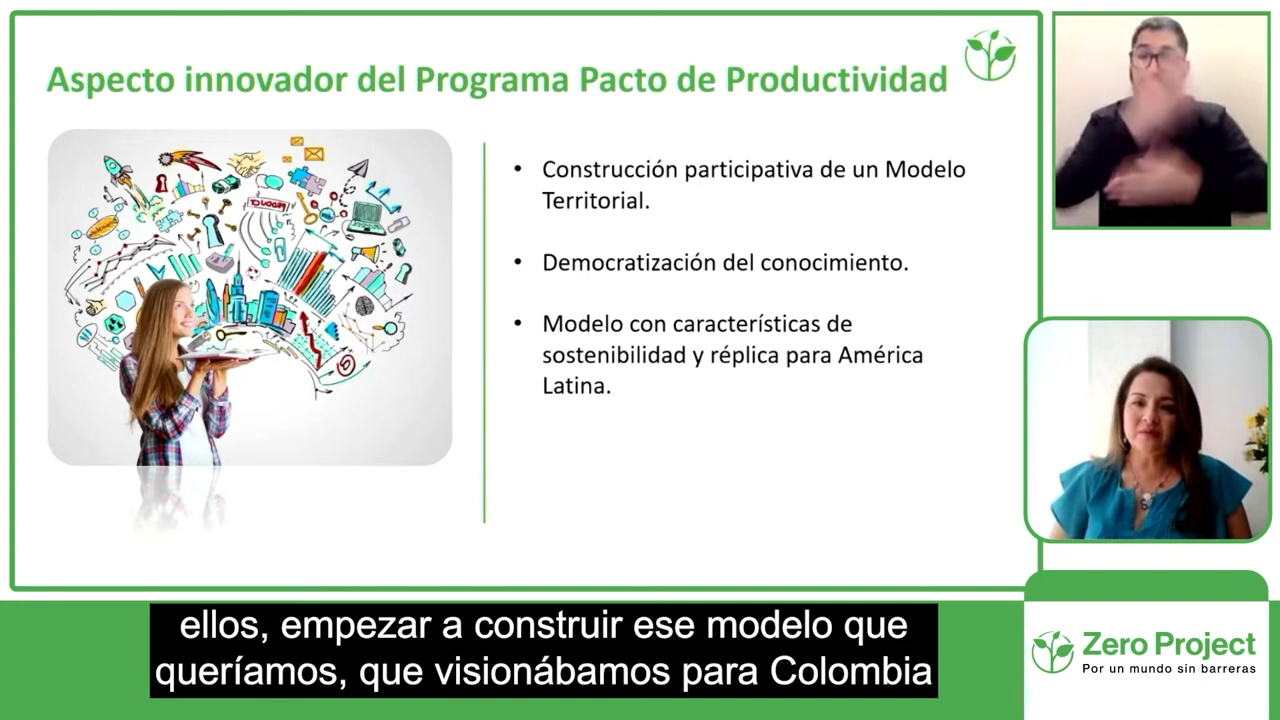 Aspecto innovador del Programa Pacto de Productividad
• Construcción participativa de un Modelo
Territorial.
• Democratización del conocimiento.
• Modelo con características de
sostenibilidad y réplica para América
Latina.
ellos, empezar a construir ese modelo que
queríamos, que visionábamos para Colombia
Zero Project
Por un mundo sin barreras